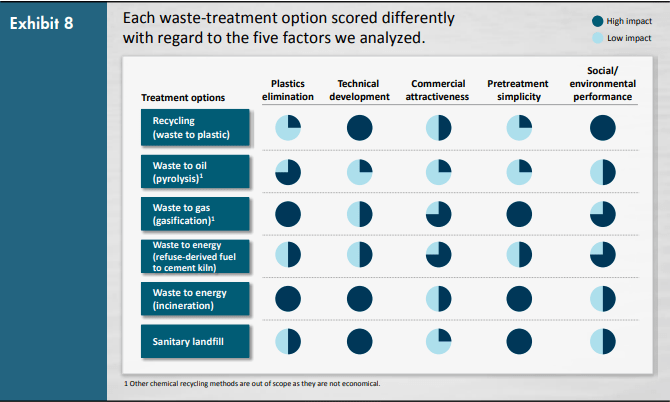 Exhibit 8
Each waste-treatment option scored differently
with regard to the five factors we analyzed.
High impact
Low impact
Treatment options
Plastics
elimination
Technical
development
Commercial
attractiveness
Pretreatment
simplicity
Social/
environmental
performance
Recycling
(waste to plastic)
Waste to oil
(pyrolysis)1
Waste to gas
(gasification)1
Waste to energy
(refuse-derived fuel
to cement kiln)
Waste to energy
(incineration)
Sanitary landfill
1 Other chemical recycling methods are out of scope as they are not economical.